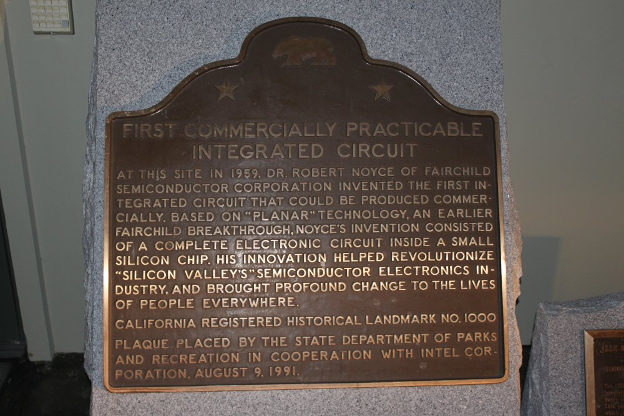 FIRST COMMERCIALLY PRACTICABLE
INTEGRATED CIRCUIT
AT THIS SITE IN 1959, DR. ROBERT NOYCE OF FAIRCHILD
SEMICONDUCTOR CORPORATION INVENTED THE FIRST IN-
TEGRATED CIRCUIT THAT COULD BE PRODUCED COMMER-
CIALLY. BASED ON "PLANAR" TECHNOLOGY, AN EARLIER
FAIRCHILD BREAKTHROUGH, NOYCE'S INVENTION CONSISTED
OF A COMPLETE ELECTRONIC CIRCUIT INSIDE A SMALL
SILICON CHIP. HIS INNOVATION HELPED REVOLUTIONIZE
"SILICON VALLEY'S" SEMICONDUCTOR ELECTRONICS IN-
DUSTRY, AND BROUGHT PROFOUND CHANGE TO THE LIVES
OF PEOPLE EVERYWHERE.
CALIFORNIA REGISTERED HISTORICAL LANDMARK NO. 1000
PLAQUE PLACED BY THE STATE DEPARTMENT OF PARKS
AND RECREATION IN COOPERATION WITH INTEL COR-
PORATION, AUGUST 9, 1991.